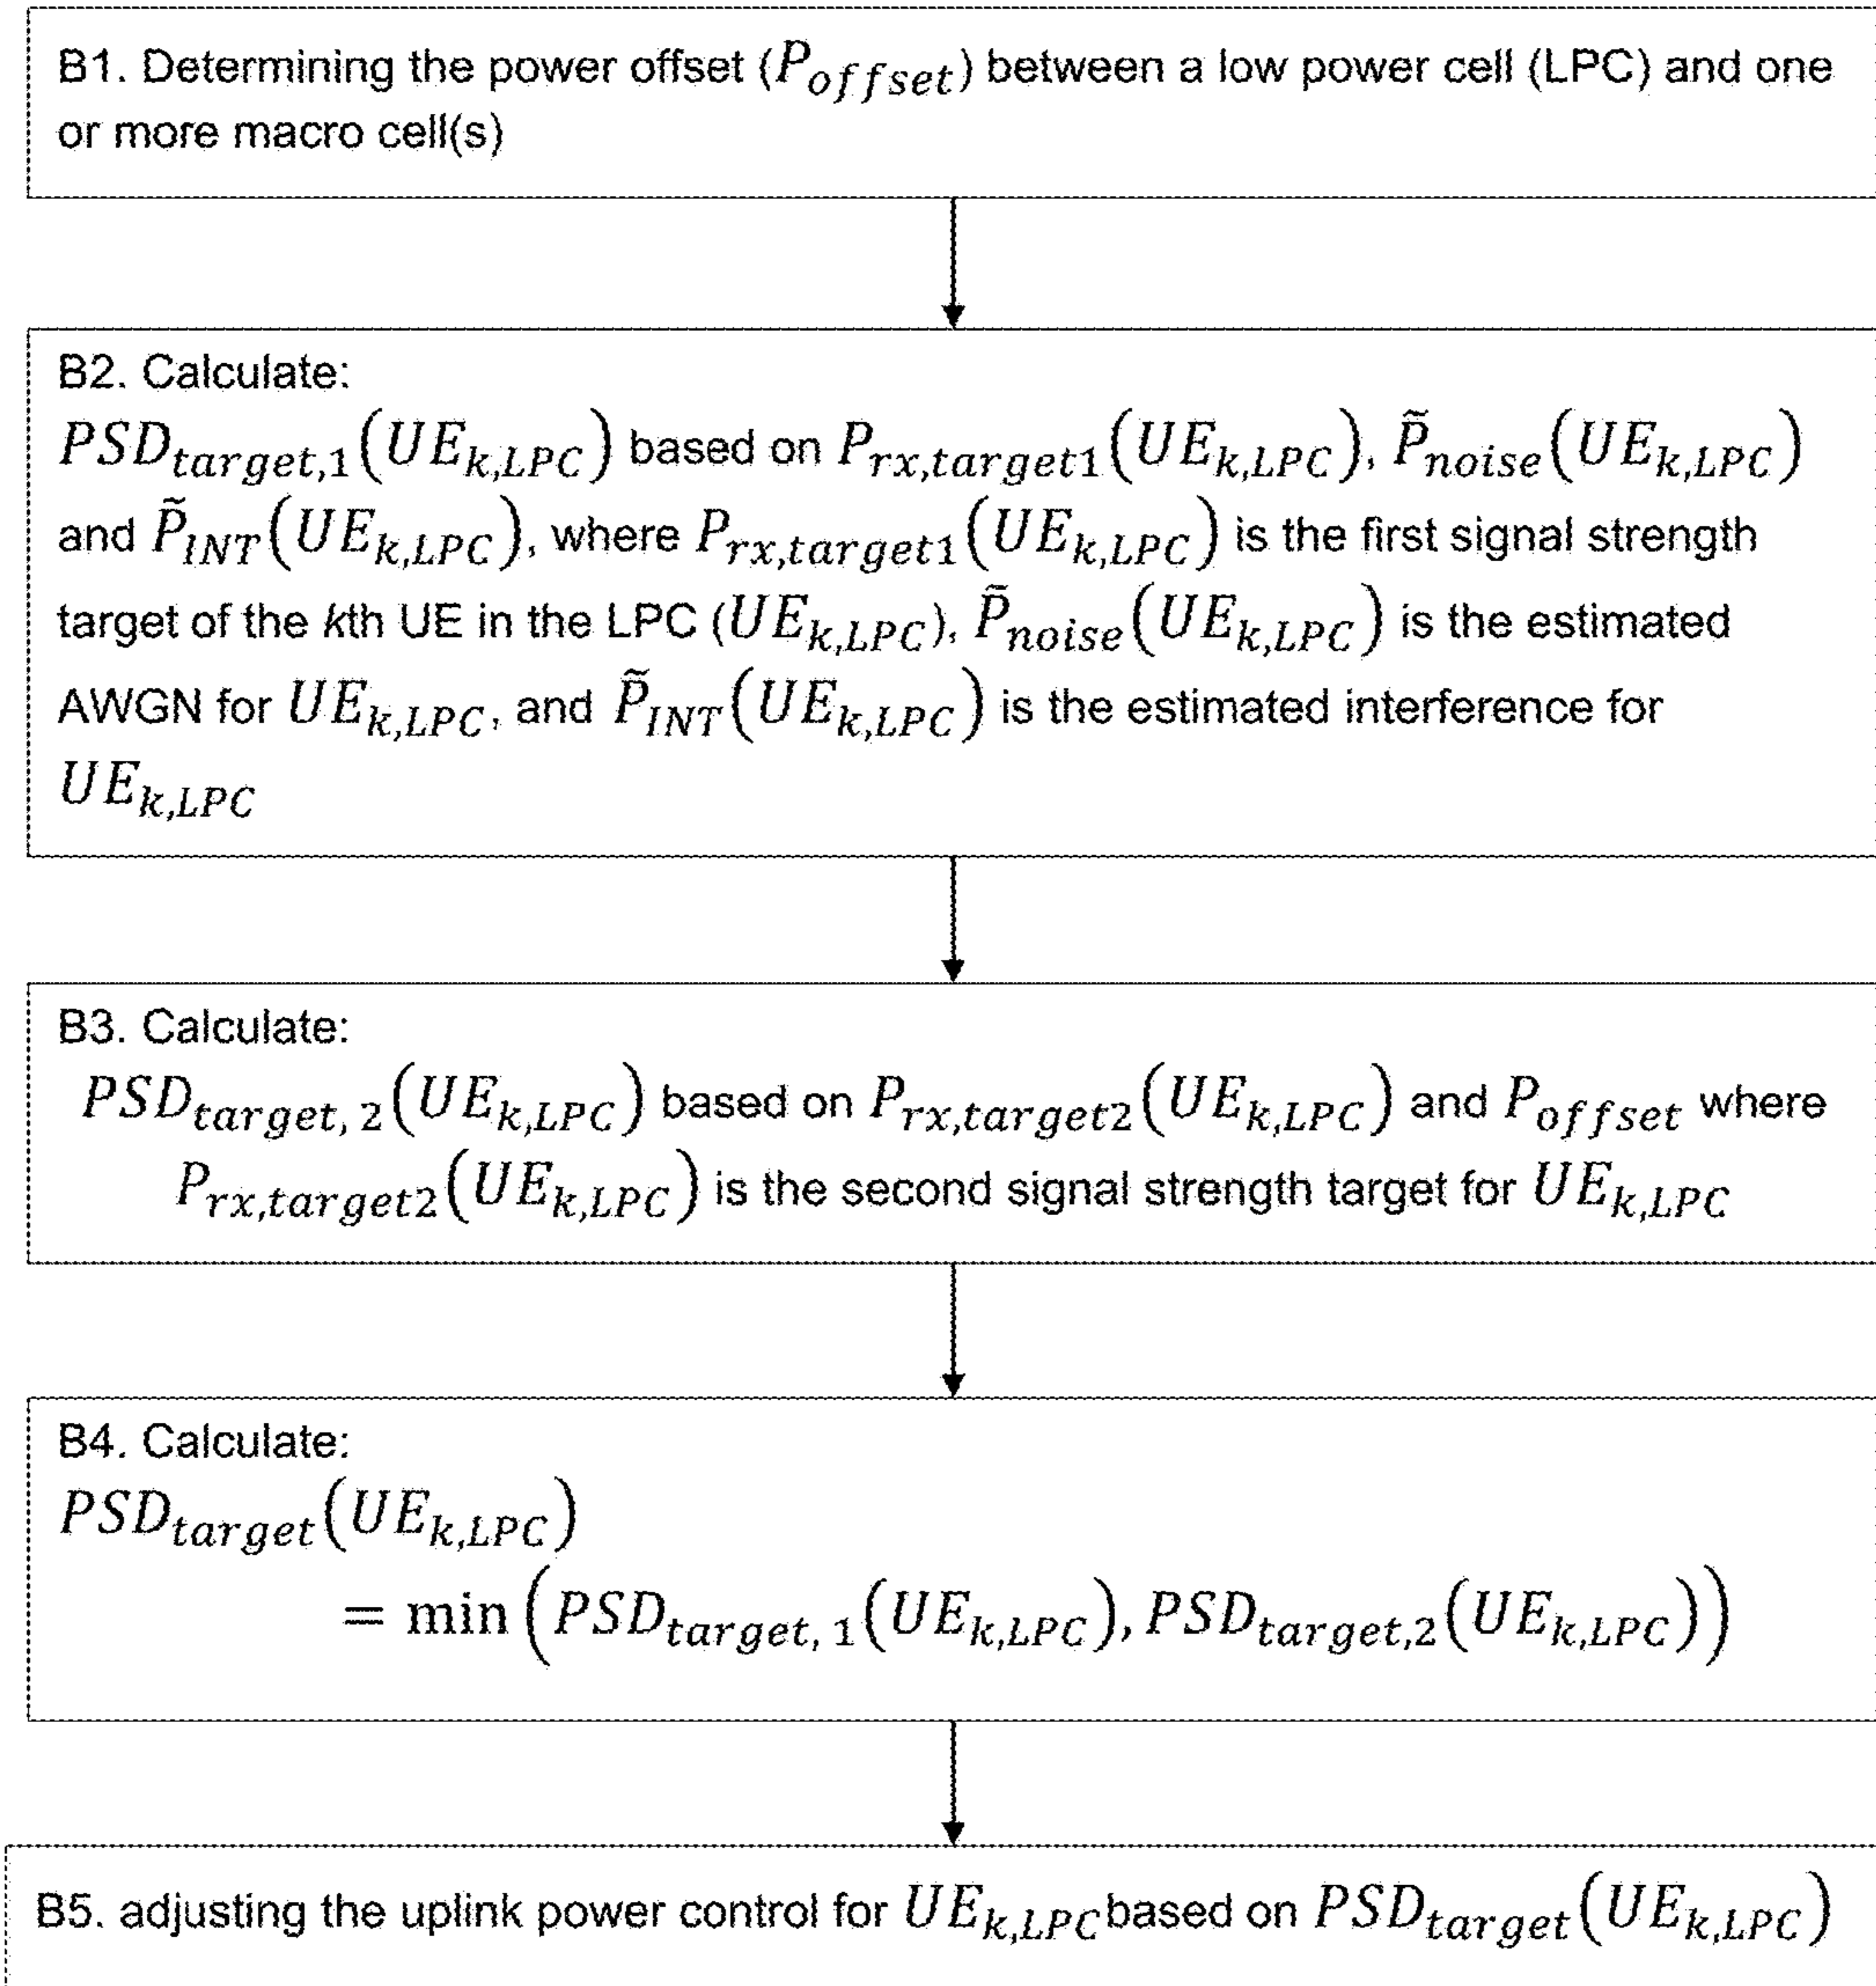 B1. Determining the power offset (P_offset) between a low power cell (LPC) and one
or more macro cell(s)
B2. Calculate:
PSD_target,1(UE_k,LPC) based on P_rx,target1(UE_k,LPC), P̃_noise(UE_k,LPC)
and P̃_INT(UE_k,LPC), where P_rx,target1(UE_k,LPC) is the first signal strength
target of the kth UE in the LPC (UE_k,LPC), P̃_noise(UE_k,LPC) is the estimated
AWGN for UE_k,LPC, and P̃_INT(UE_k,LPC) is the estimated interference for
UE_k,LPC
B3. Calculate:
PSD_target, 2(UE_k,LPC) based on P_rx,target2(UE_k,LPC) and P_offset where
P_rx,target2(UE_k,LPC) is the second signal strength target for UE_k,LPC
B4. Calculate:
PSD_target(UE_k,LPC)
= min(PSD_target, 1(UE_k,LPC), PSD_target,2(UE_k,LPC))
B5. adjusting the uplink power control for UE_k,LPC based on PSD_target(UE_k,LPC)